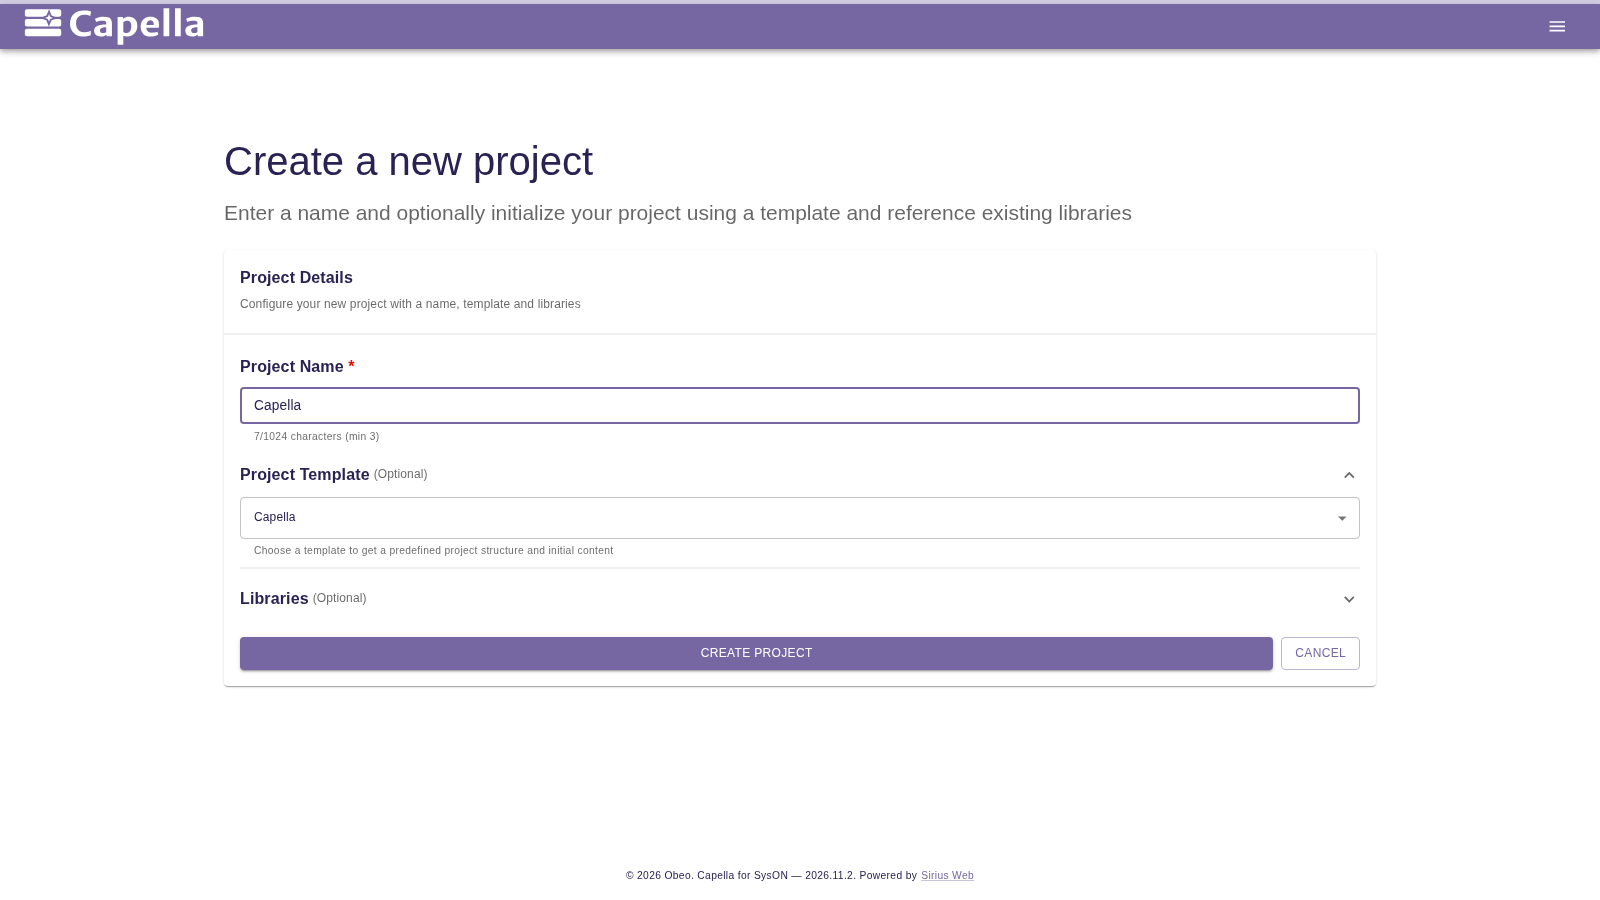 Capella
Create a new project
Enter a name and optionally initialize your project using a template and reference existing libraries
Project Details
Configure your new project with a name, template and libraries
Project Name *
Capella
7/1024 characters (min 3)
Project Template (Optional)
Capella
Choose a template to get a predefined project structure and initial content
Libraries (Optional)
CREATE PROJECT CANCEL
© 2026 Obeo. Capella for SysON — 2026.11.2. Powered by Sirius Web